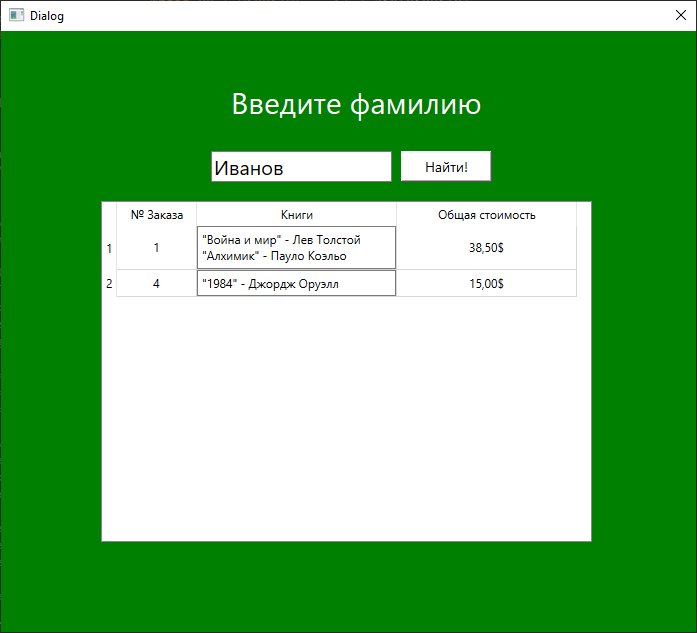 Dialog
Введите фамилию
Иванов Найти!
№ Заказа Книги Общая стоимость
1 1 "Война и мир" - Лев Толстой 38,50$
"Алхимик" - Пауло Коэльо
2 4 "1984" - Джордж Оруэлл 15,00$